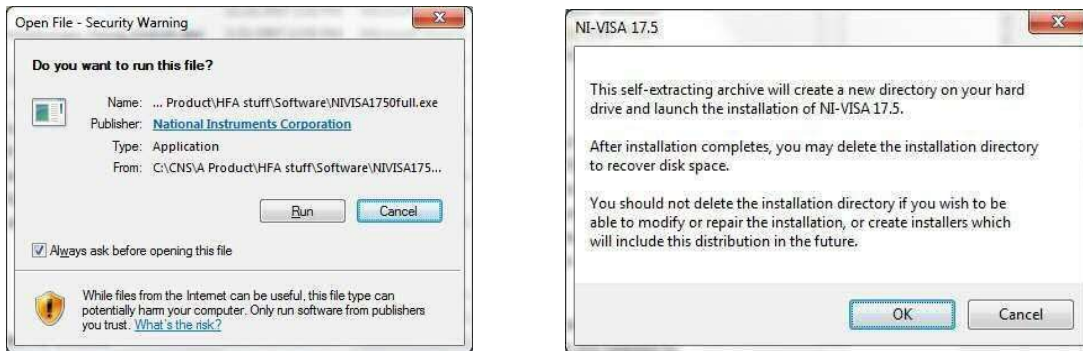 Open File - Security Warning
Do you want to run this file?
Name: ... Product\HFA stuff\Software\NIVISA1750full.exe
Publisher: National Instruments Corporation
Type: Application
From: C:\CNS\A Product\HFA stuff\Software\NIVISA175...
Run Cancel
Always ask before opening this file
While files from the Internet can be useful, this file type can
potentially harm your computer. Only run software from publishers
you trust. What's the risk?
NI-VISA 17.5
This self-extracting archive will create a new directory on your hard
drive and launch the installation of NI-VISA 17.5.
After installation completes, you may delete the installation directory
to recover disk space.
You should not delete the installation directory if you wish to be
able to modify or repair the installation, or create installers which
will include this distribution in the future.
OK Cancel